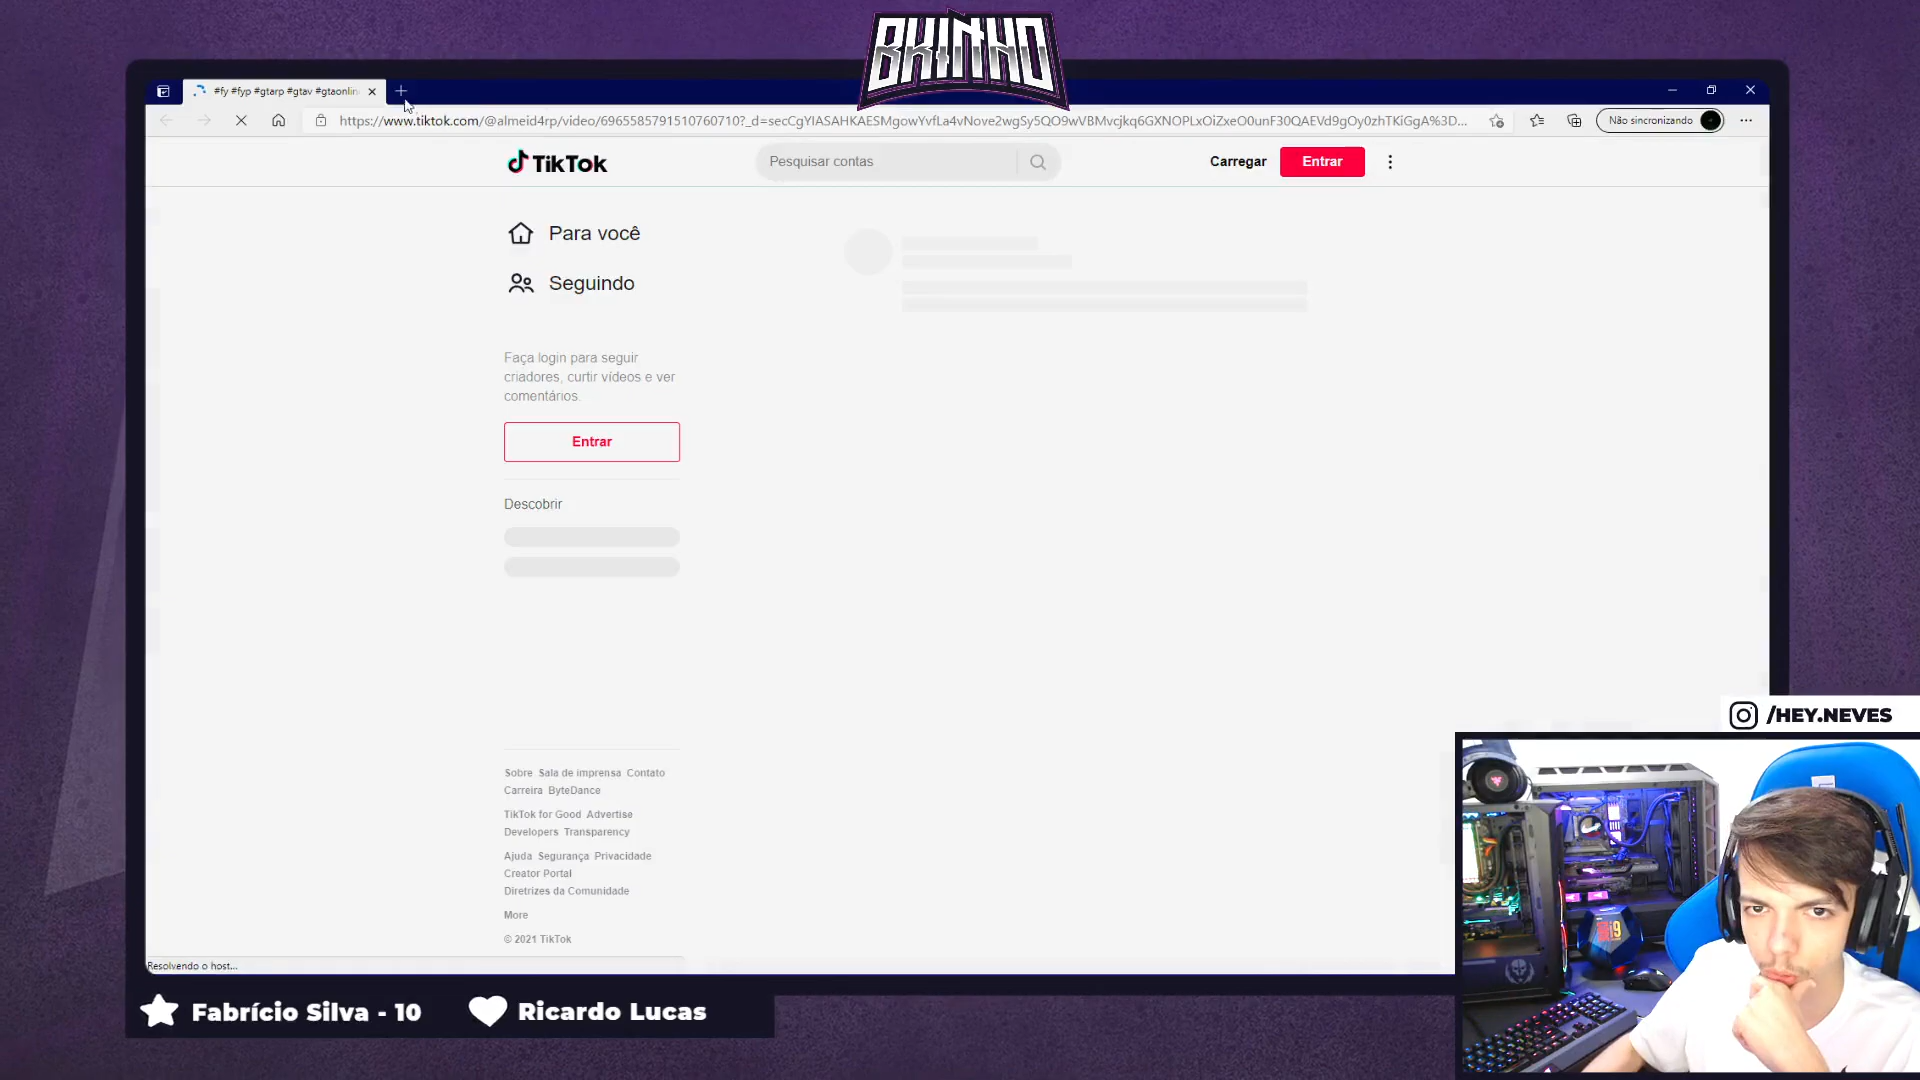 BKINHO
#fy #fyp #gtarp #gtav #gtaonlin
https://www.tiktok.com/@almeid4rp/video/6965585791510760710?_d=secCgYIASAHKAESMgowYvfLa4vNove2wgSy5QO9wVBMvcjkq6GXNOPLxOiZxeO0unF30QAEVd9gOy0zhTKiGgA%3D...
Não sincronizando
TikTok
Pesquisar contas
Carregar
Entrar
Para você
Seguindo
Faça login para seguir
criadores, curtir vídeos e ver
comentários.
Entrar
Descobrir
Sobre Sala de imprensa Contato
Carreira ByteDance
TikTok for Good Advertise
Developers Transparency
Ajuda Segurança Privacidade
Creator Portal
Diretrizes da Comunidade
More
© 2021 TikTok
Resolvendo o host...
/HEY.NEVES
i9
Fabrício Silva - 10
Ricardo Lucas